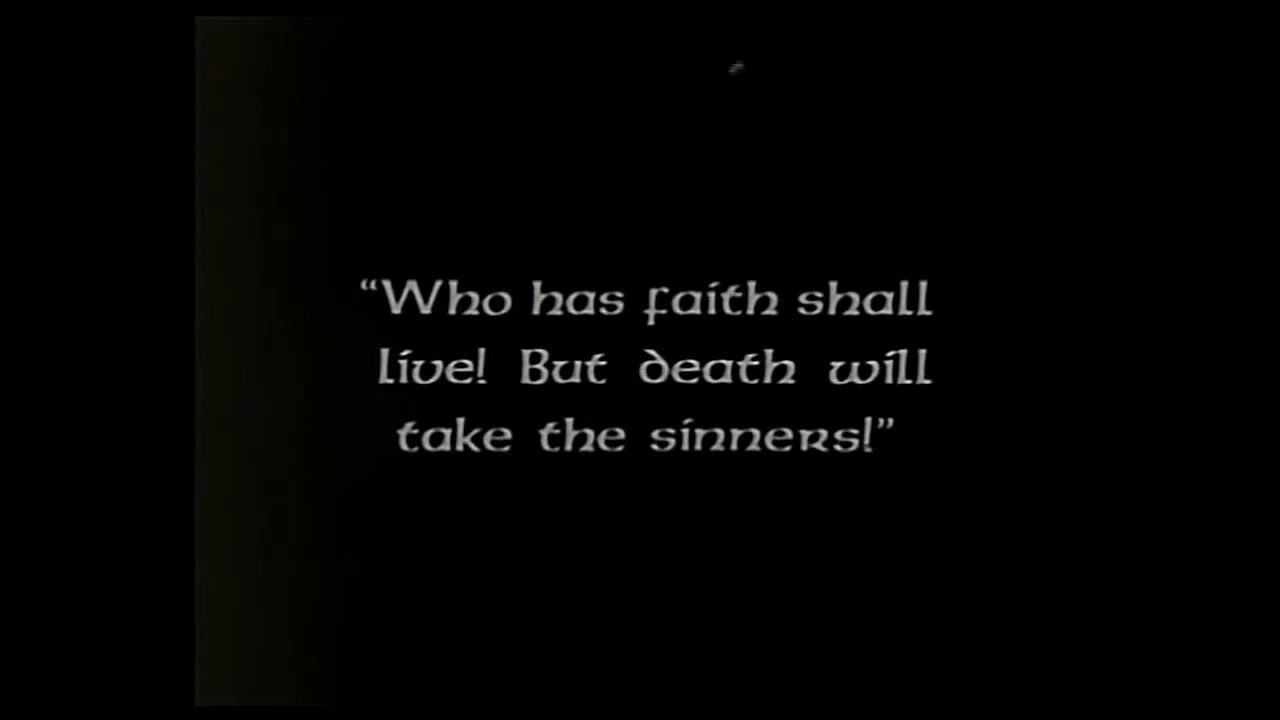 “Who has faith shall
live! But death will
take the sinners!”